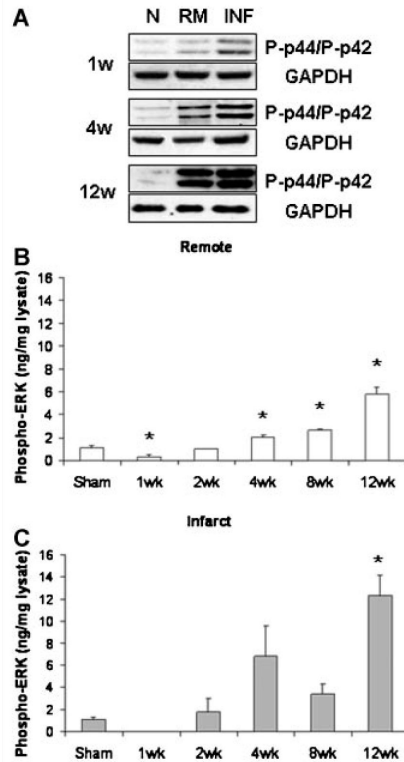 A
N RM INF
1w
P-p44/P-p42
GAPDH
4w
P-p44/P-p42
GAPDH
12w
P-p44/P-p42
GAPDH
B
Remote
Phospho-ERK (ng/mg lysate)
16
14
12
10
8
6
4
2
0
* * * *
Sham 1wk 2wk 4wk 8wk 12wk
C
Infarct
Phospho-ERK (ng/mg lysate)
16
14
12
10
8
6
4
2
0
*
Sham 1wk 2wk 4wk 8wk 12wk